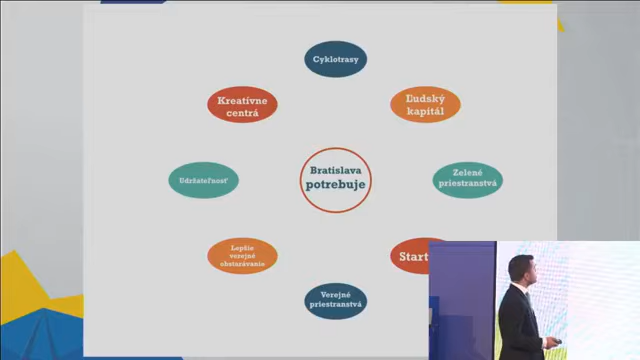 Cyklotrasy
Kreatívne
centrá
Ľudský
kapitál
Bratislava
potrebuje
Udržateľnosť
Zelené
priestranstvá
Lepšie
verejné
obstarávanie
Start
Verejné
priestranstvá